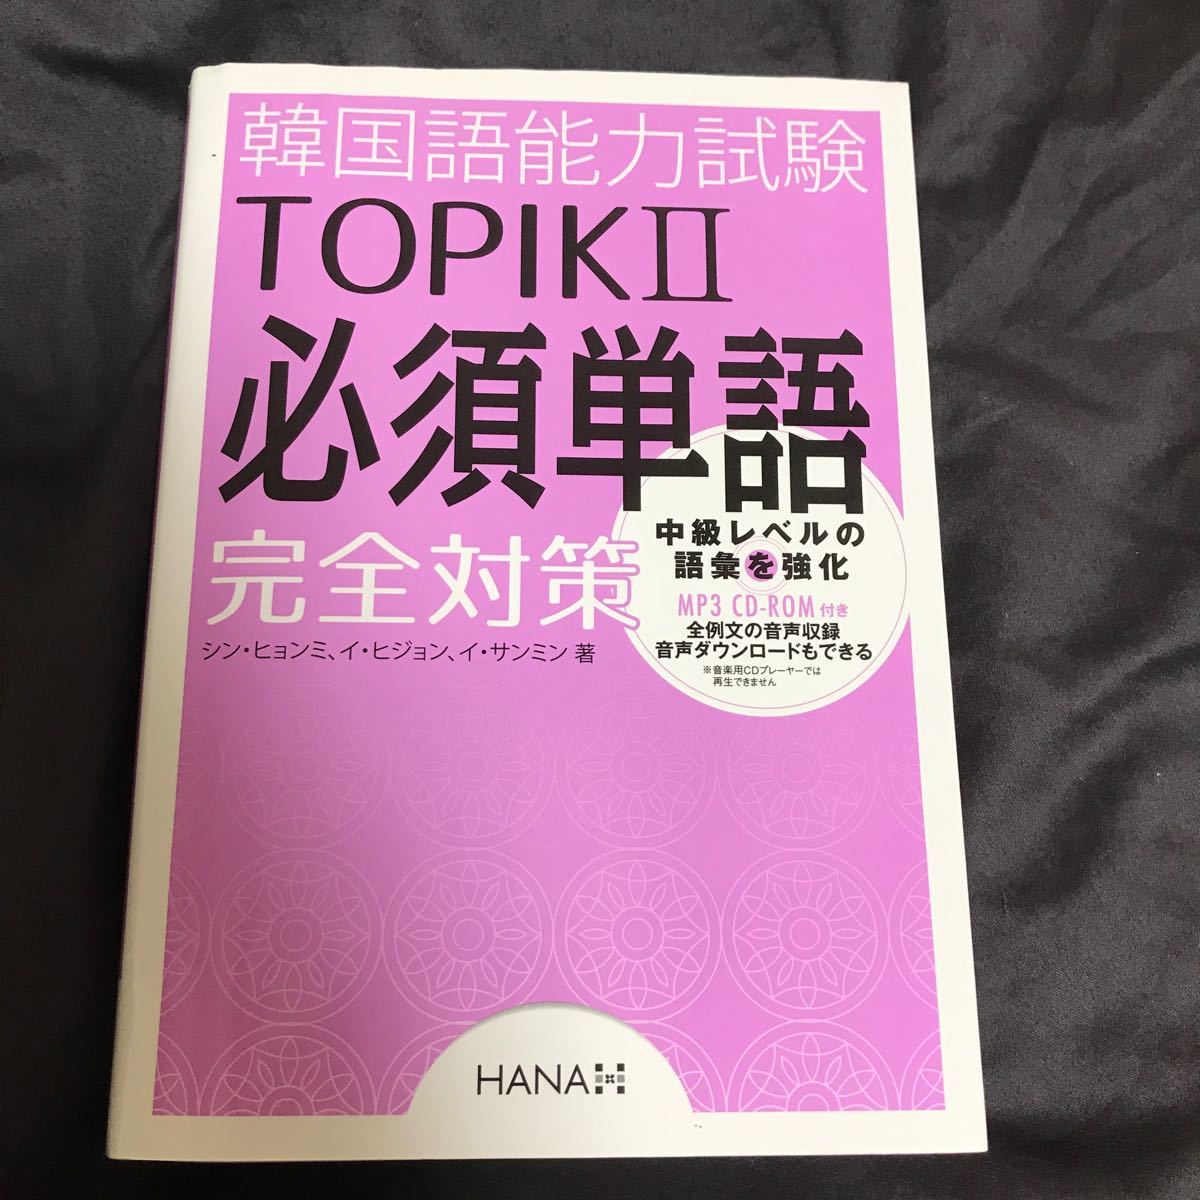 韓国語能力試験
TOPIKⅡ
必須単語
完全対策
シン・ヒョンミ、イ・ヒジョン、イ・サンミン 著
中級レベルの
語彙を強化
MP3 CD-ROM 付き
全例文の音声収録
音声ダウンロードもできる
※音楽用CDプレーヤーでは
再生できません
HANA